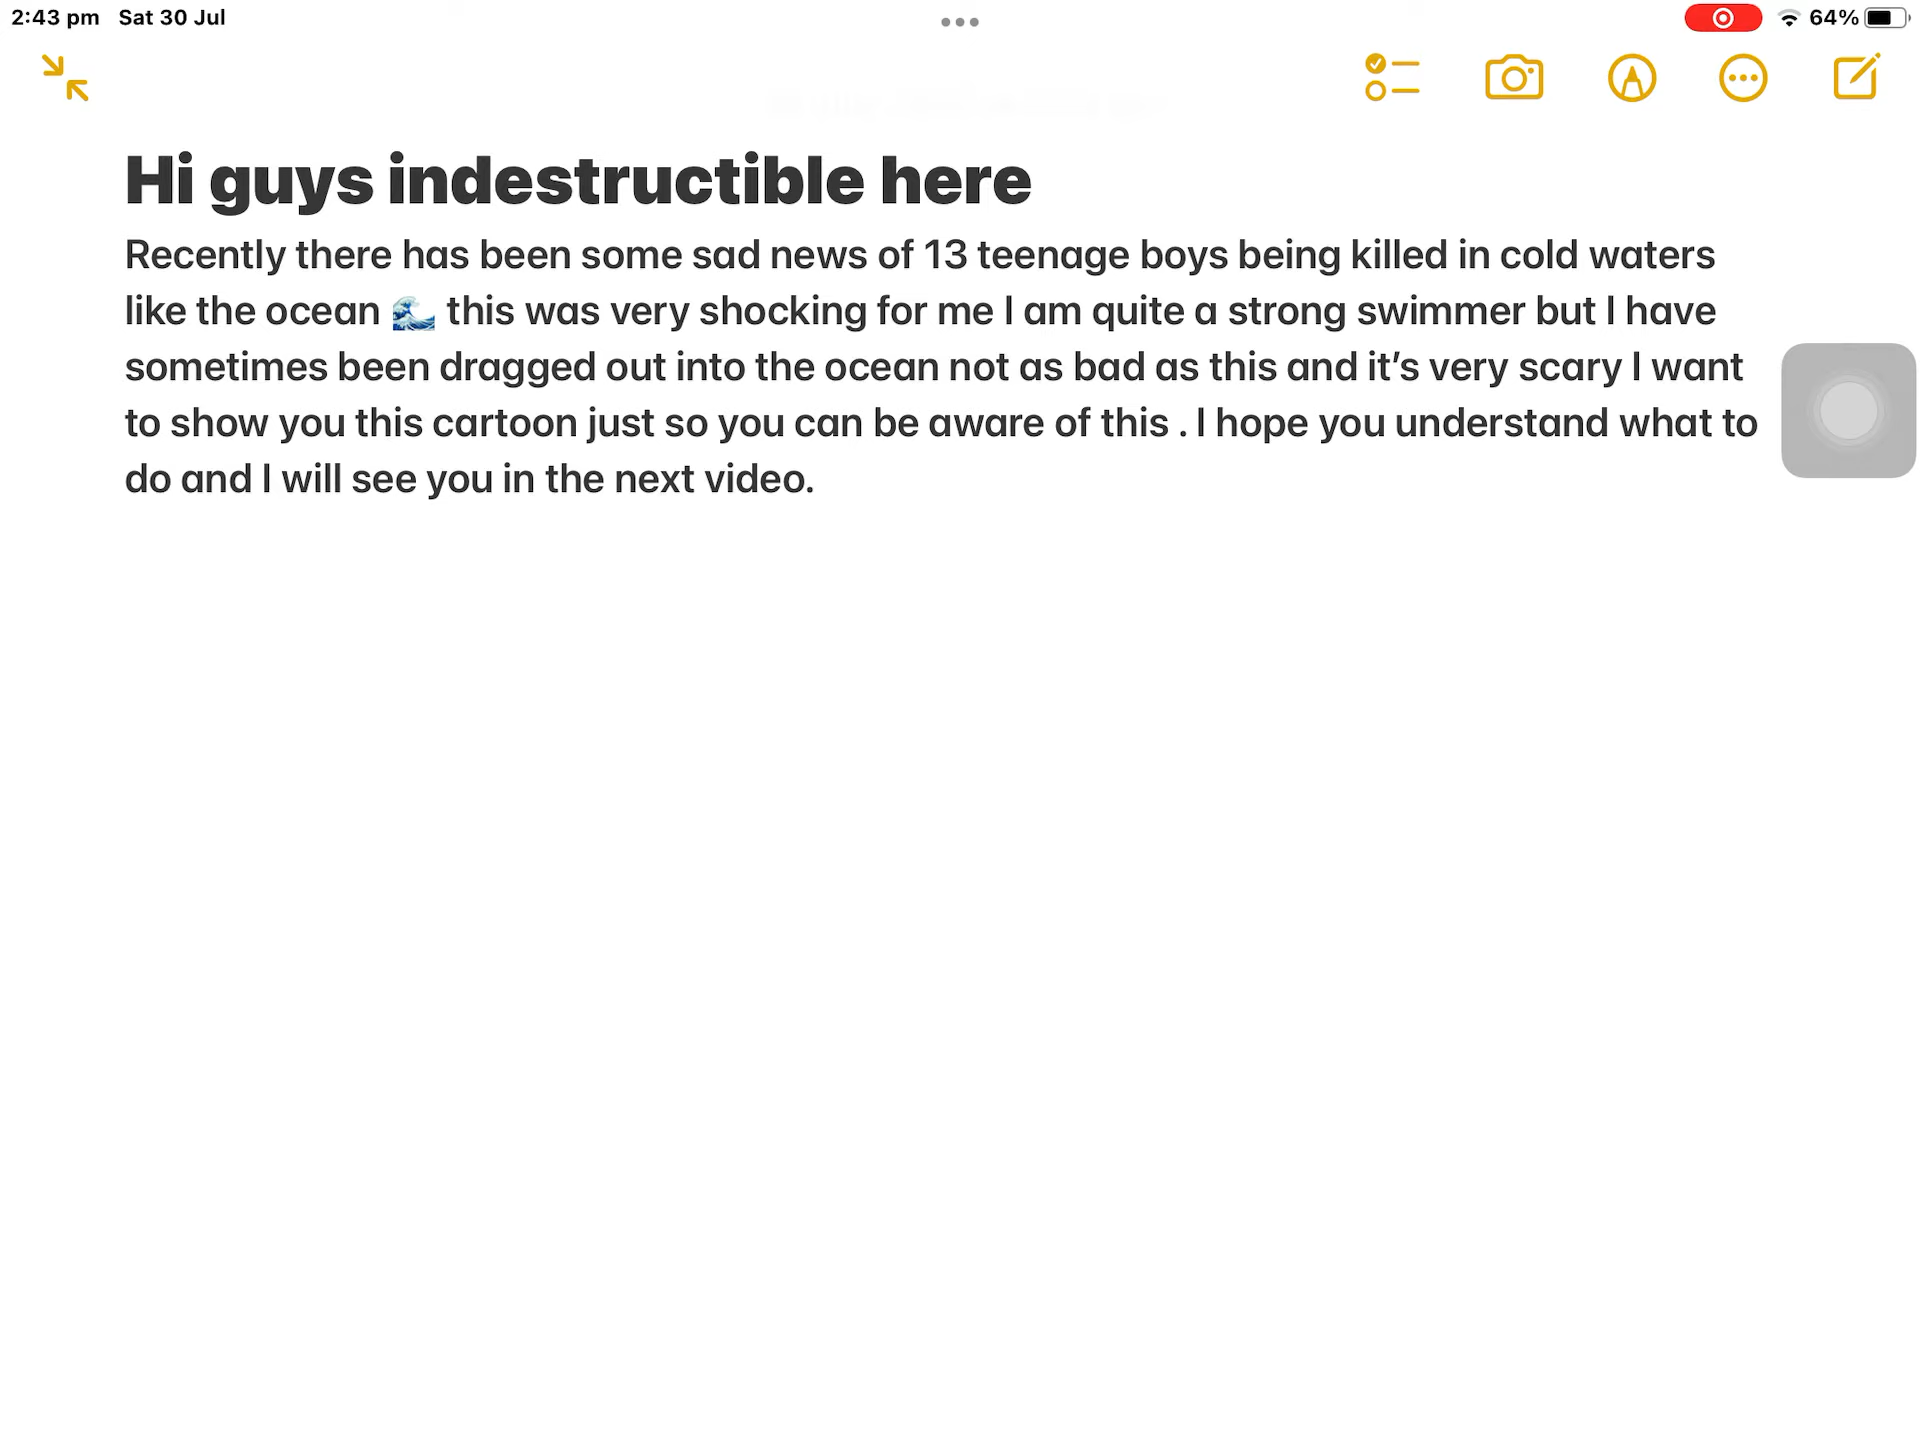 2:43 pm Sat 30 Jul
64%
Hi guys indestructible here
Recently there has been some sad news of 13 teenage boys being killed in cold waters
like the ocean 🌊 this was very shocking for me I am quite a strong swimmer but I have
sometimes been dragged out into the ocean not as bad as this and it’s very scary I want
to show you this cartoon just so you can be aware of this . I hope you understand what to
do and I will see you in the next video.